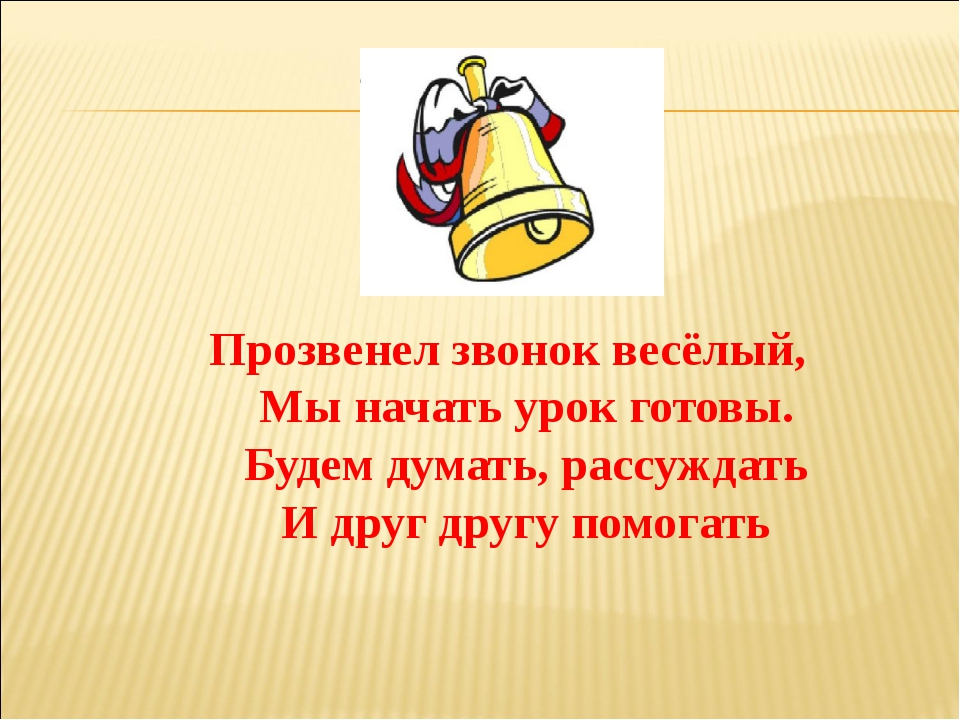 Прозвенел звонок весёлый,
Мы начать урок готовы.
Будем думать, рассуждать
И друг другу помогать